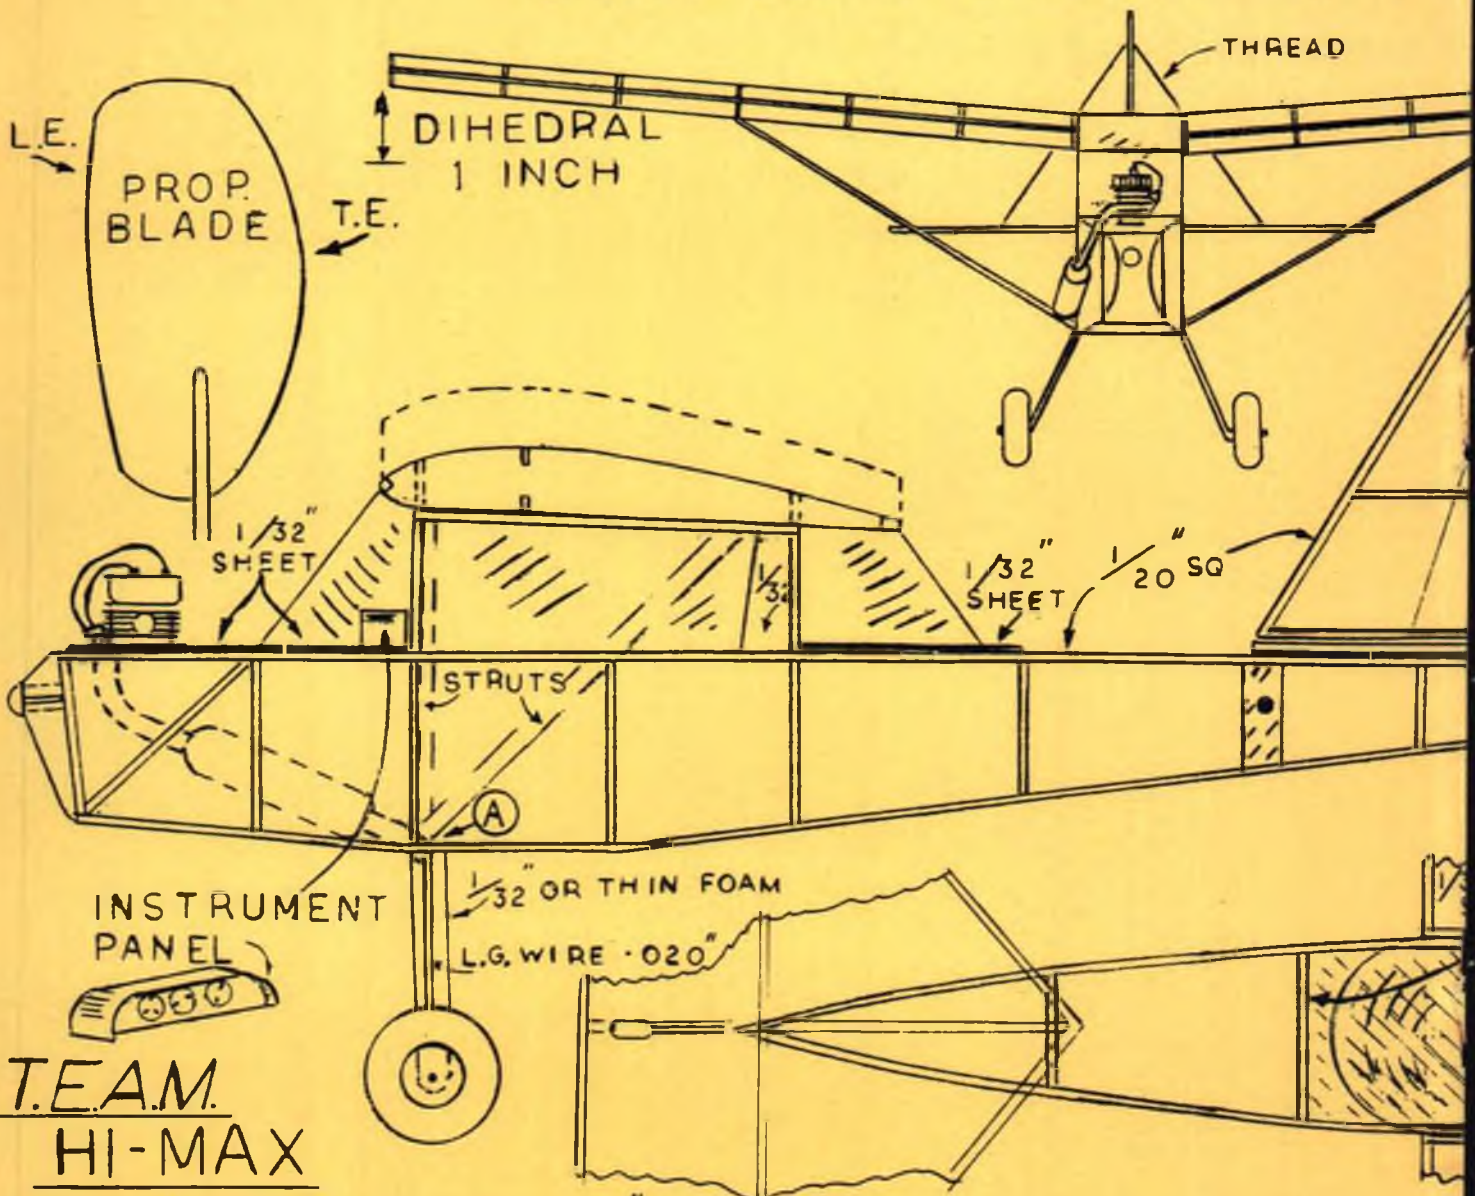 THREAD
L.E.
DIHEDRAL
1 INCH
PROP.
BLADE
T.E.
1/32"
SHEET
1/32
1/32"
SHEET
1/20" SQ
STRUTS
A
INSTRUMENT
PANEL
1/32" OR THIN FOAM
L.G. WIRE .020"
T.E.A.M.
HI-MAX